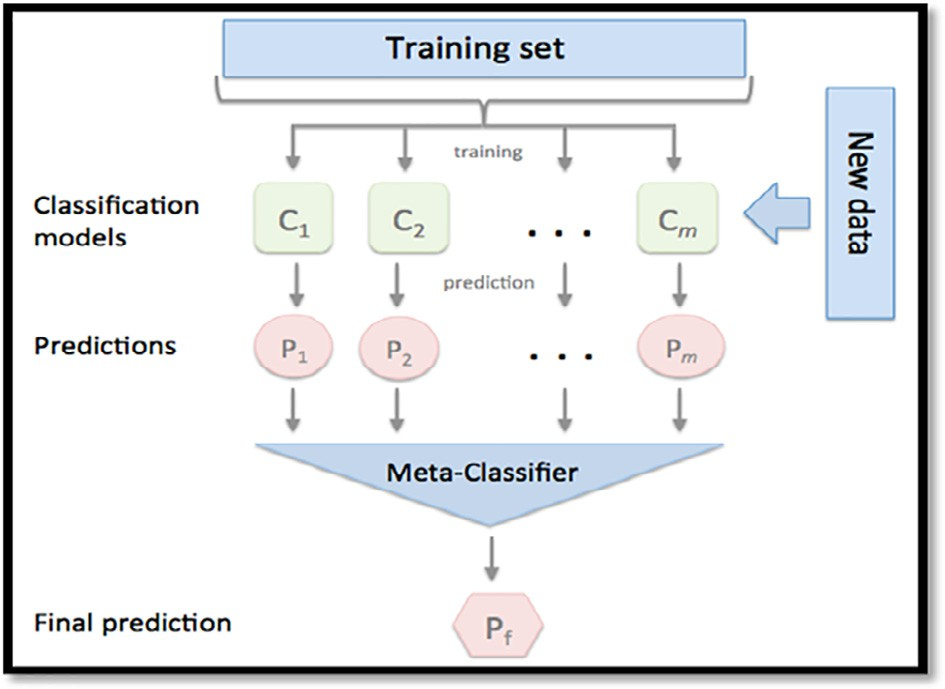 Training set
training
New data
Classification
models
C1
C2
. . .
Cm
prediction
Predictions
P1
P2
. . .
Pm
Meta-Classifier
Final prediction
Pf